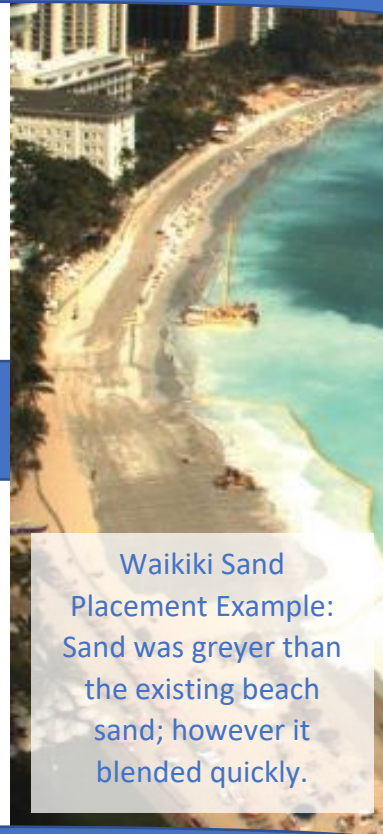 Waikiki Sand
Placement Example:
Sand was greyer than
the existing beach
sand; however it
blended quickly.